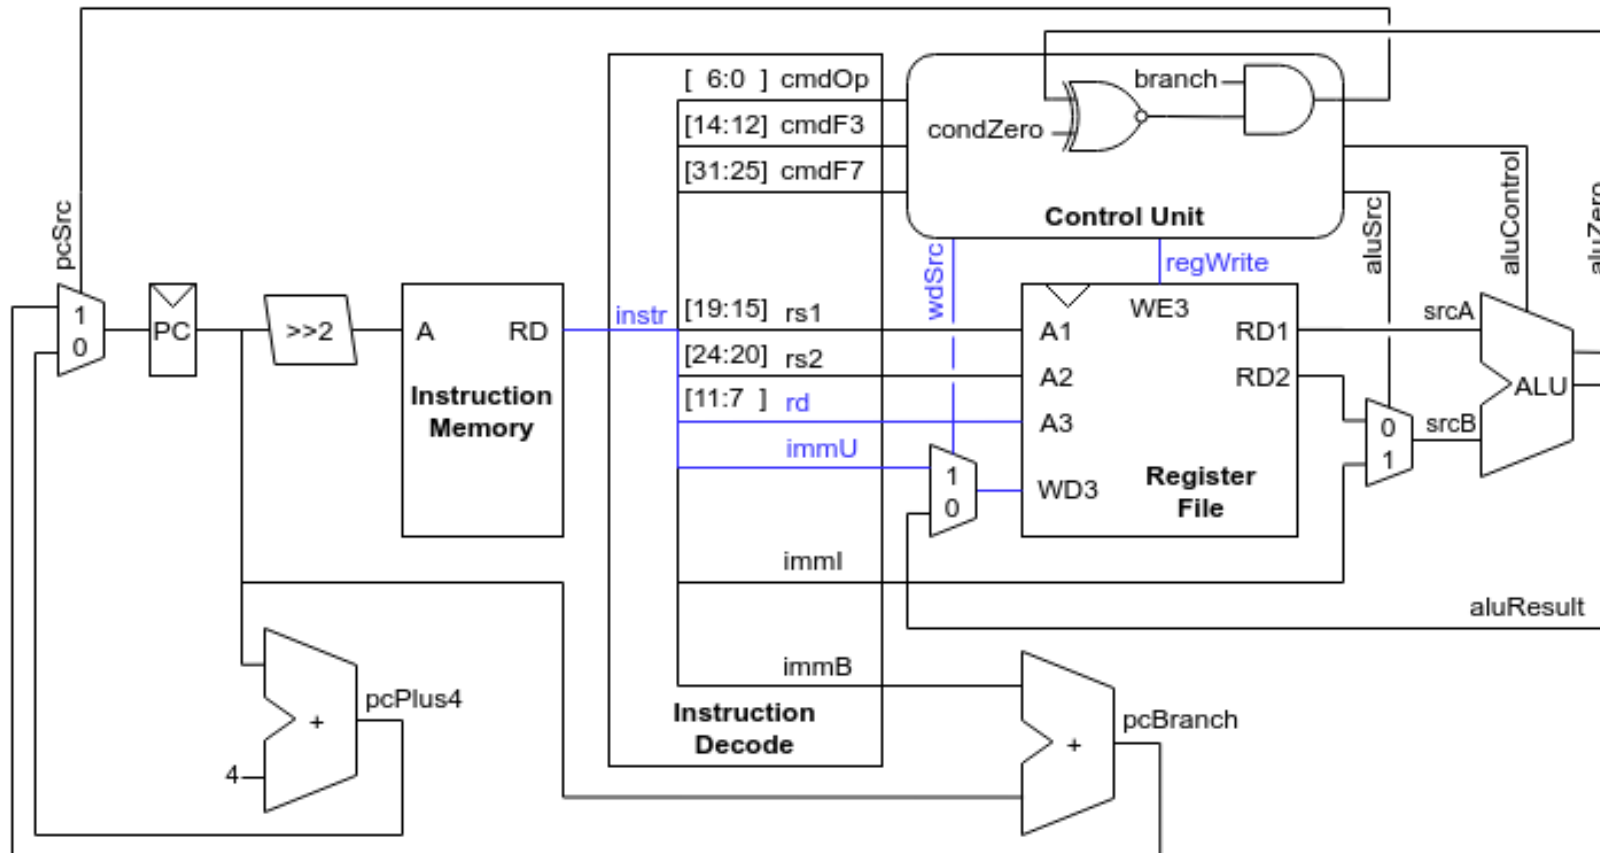 [ 6:0 ] cmdOp
branch
[14:12] cmdF3
condZero
[31:25] cmdF7
Control Unit
pcSrc
wdSrc
regWrite
aluSrc
aluControl
aluZero
1
0
PC
>>2
A
RD
Instruction
Memory
instr
[19:15] rs1
[24:20] rs2
[11:7 ] rd
immU
1
0
A1
A2
A3
WD3
WE3
RD1
RD2
Register
File
srcA
srcB
0
1
ALU
immI
aluResult
immB
Instruction
Decode
pcPlus4
+
4
pcBranch
+